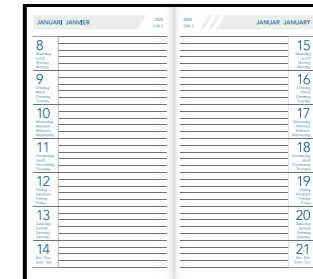 JANUARI JANVIER
2024
S/W 2
8
Maandag
Lundi
Montag
Monday
9
Dinsdag
Mardi
Dienstag
Tuesday
10
Woensdag
Mercredi
Mittwoch
Wednesday
11
Donderdag
Jeudi
Donnerstag
Thursday
12
Vrijdag
Vendredi
Freitag
Friday
13
Zaterdag
Samedi
Samstag
Saturday
14
2024
S/W 3
JANUAR JANUARY
15
Maandag
Lundi
Montag
Monday
16
Dinsdag
Mardi
Dienstag
Tuesday
17
Woensdag
Mercredi
Mittwoch
Wednesday
18
Donderdag
Jeudi
Donnerstag
Thursday
19
Vrijdag
Vendredi
Freitag
Friday
20
Zaterdag
Samedi
Samstag
Saturday
21